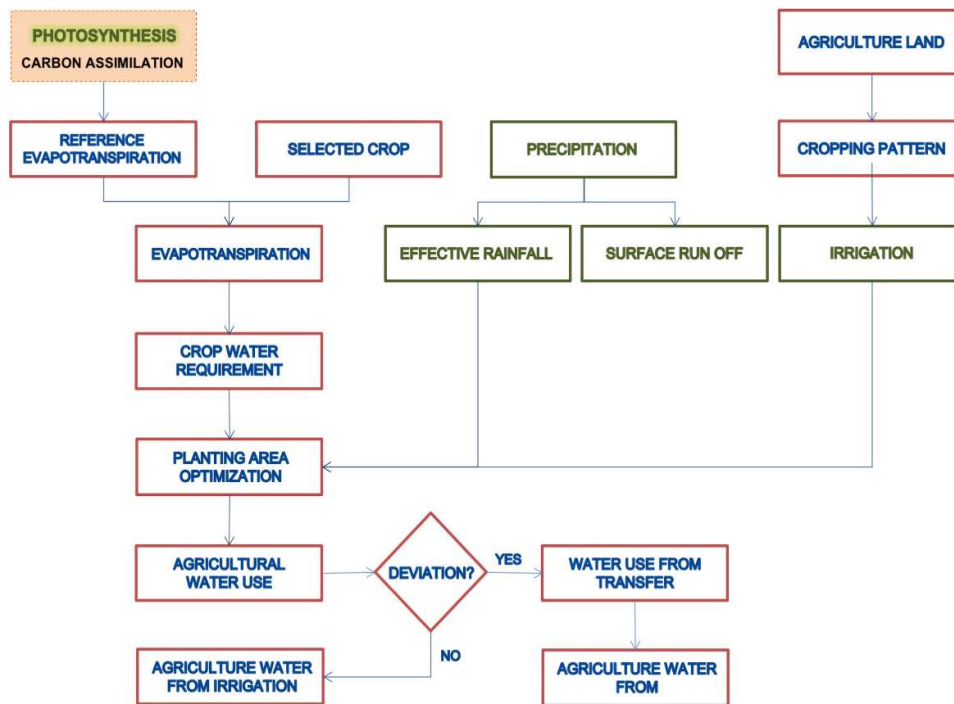 PHOTOSYNTHESIS
CARBON ASSIMILATION
AGRICULTURE LAND
REFERENCE
EVAPOTRANSPIRATION
SELECTED CROP
PRECIPITATION
CROPPING PATTERN
EVAPOTRANSPIRATION
EFFECTIVE RAINFALL
SURFACE RUN OFF
IRRIGATION
CROP WATER
REQUIREMENT
PLANTING AREA
OPTIMIZATION
AGRICULTURAL
WATER USE
DEVIATION?
YES
WATER USE FROM
TRANSFER
NO
AGRICULTURE WATER
FROM IRRIGATION
AGRICULTURE WATER
FROM